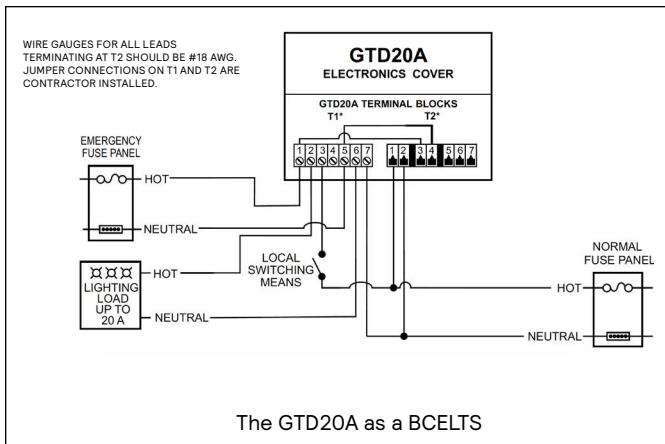 WIRE GAUGES FOR ALL LEADS
TERMINATING AT T2 SHOULD BE #18 AWG.
JUMPER CONNECTIONS ON T1 AND T2 ARE
CONTRACTOR INSTALLED.
GTD20A
ELECTRONICS COVER
GTD20A TERMINAL BLOCKS
T1* T2*
1 2 3 4 5 6 7 1 2 3 4 5 6 7
EMERGENCY
FUSE PANEL
HOT
NEUTRAL
HOT
LIGHTING
LOAD
UP TO
20 A
NEUTRAL
LOCAL
SWITCHING
MEANS
NORMAL
FUSE PANEL
HOT
NEUTRAL
The GTD20A as a BCELTS